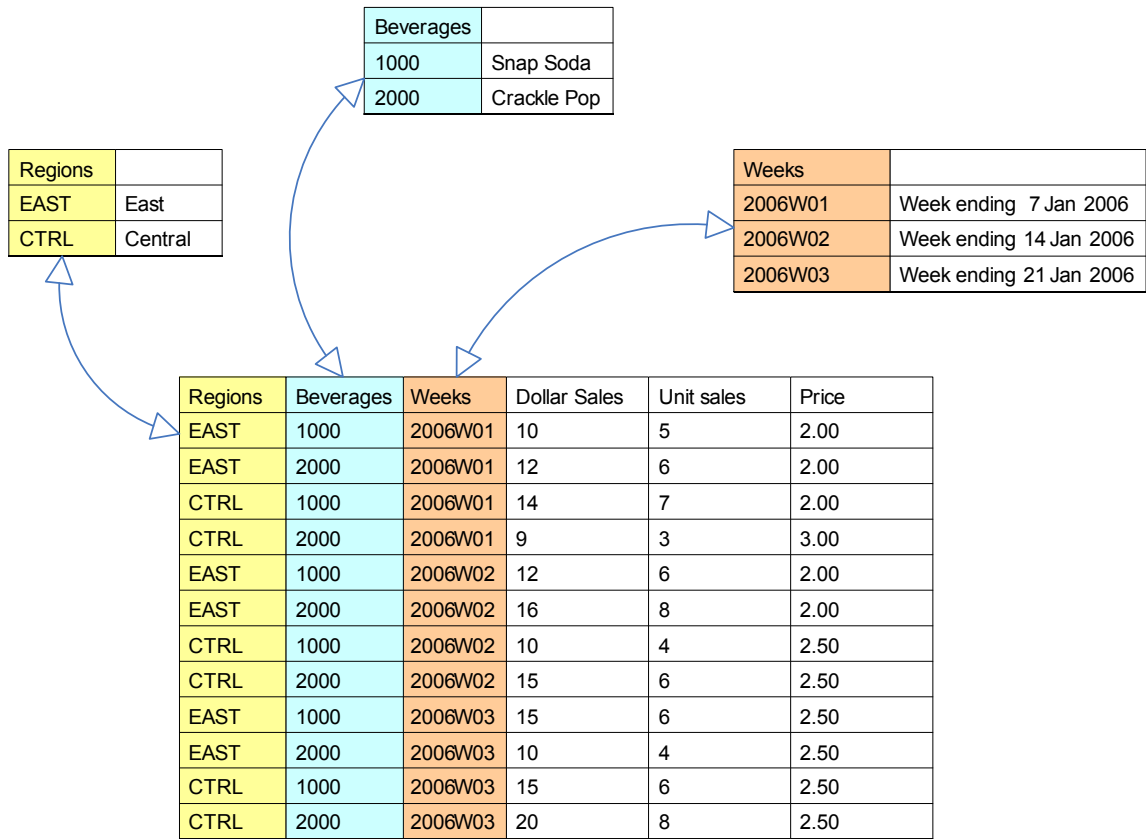 Beverages
1000 Snap Soda
2000 Crackle Pop
Regions
EAST East
CTRL Central
Weeks
2006W01 Week ending 7 Jan 2006
2006W02 Week ending 14 Jan 2006
2006W03 Week ending 21 Jan 2006
Regions Beverages Weeks Dollar Sales Unit sales Price
EAST 1000 2006W01 10 5 2.00
EAST 2000 2006W01 12 6 2.00
CTRL 1000 2006W01 14 7 2.00
CTRL 2000 2006W01 9 3 3.00
EAST 1000 2006W02 12 6 2.00
EAST 2000 2006W02 16 8 2.00
CTRL 1000 2006W02 10 4 2.50
CTRL 2000 2006W02 15 6 2.50
EAST 1000 2006W03 15 6 2.50
EAST 2000 2006W03 10 4 2.50
CTRL 1000 2006W03 15 6 2.50
CTRL 2000 2006W03 20 8 2.50